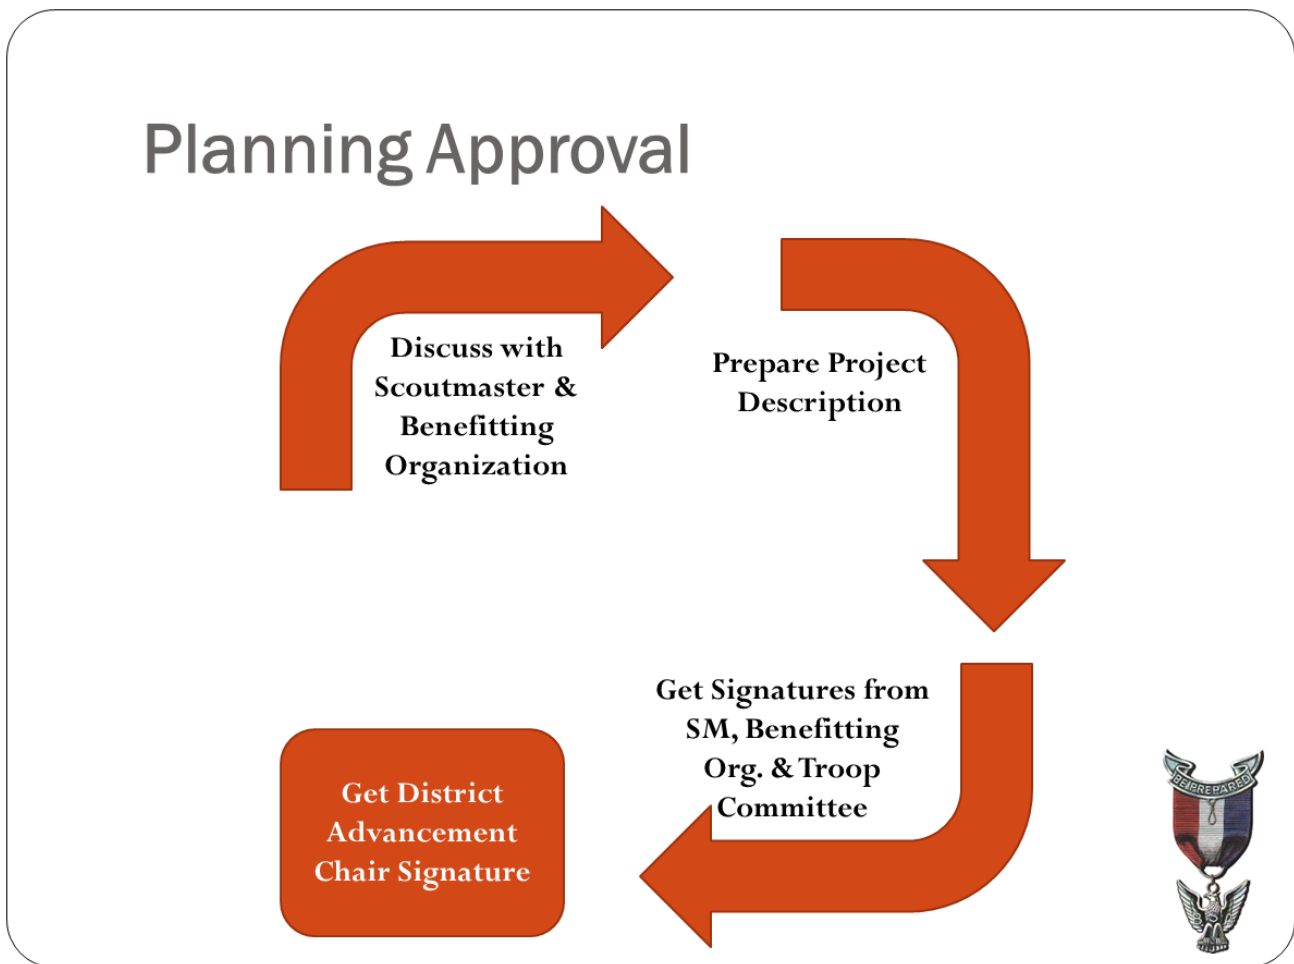 Planning Approval
Discuss with
Scoutmaster &
Benefitting
Organization
Prepare Project
Description
Get Signatures from
SM, Benefitting
Org. & Troop
Committee
Get District
Advancement
Chair Signature
BE PREPARED